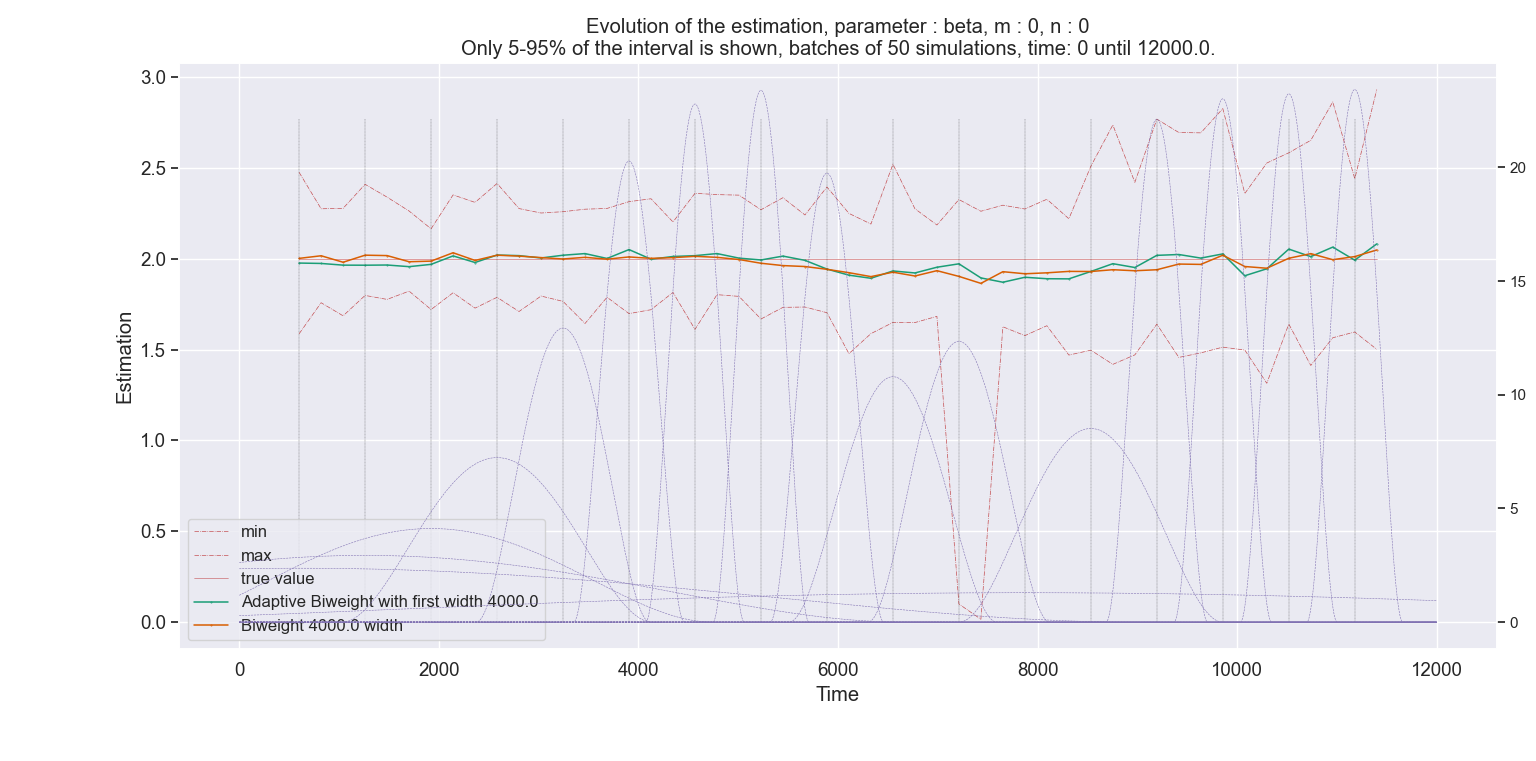 Evolution of the estimation, parameter : beta, m : 0, n : 0
Only 5-95% of the interval is shown, batches of 50 simulations, time: 0 until 12000.0.
3.0
2.5
2.0
1.5
1.0
0.5
0.0
Estimation
20
15
10
5
0
min
max
true value
Adaptive Biweight with first width 4000.0
Biweight 4000.0 width
0
2000
4000
6000
8000
10000
12000
Time